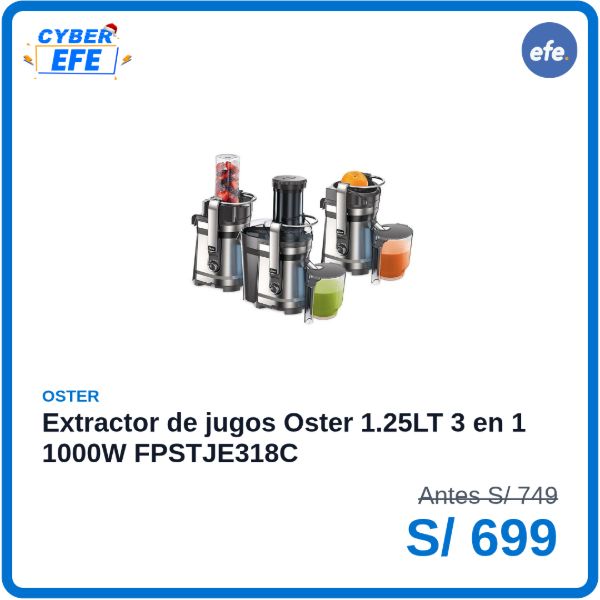 CYBER
EFE
efe.
OSTER
Extractor de jugos Oster 1.25LT 3 en 1
1000W FPSTJE318C
Antes S/ 749
S/ 699